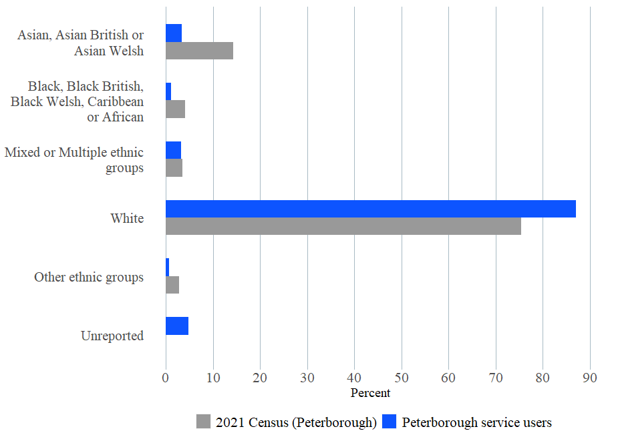 Asian, Asian British or
Asian Welsh
Black, Black British,
Black Welsh, Caribbean
or African
Mixed or Multiple ethnic
groups
White
Other ethnic groups
Unreported
0 10 20 30 40 50 60 70 80 90
Percent
2021 Census (Peterborough) Peterborough service users